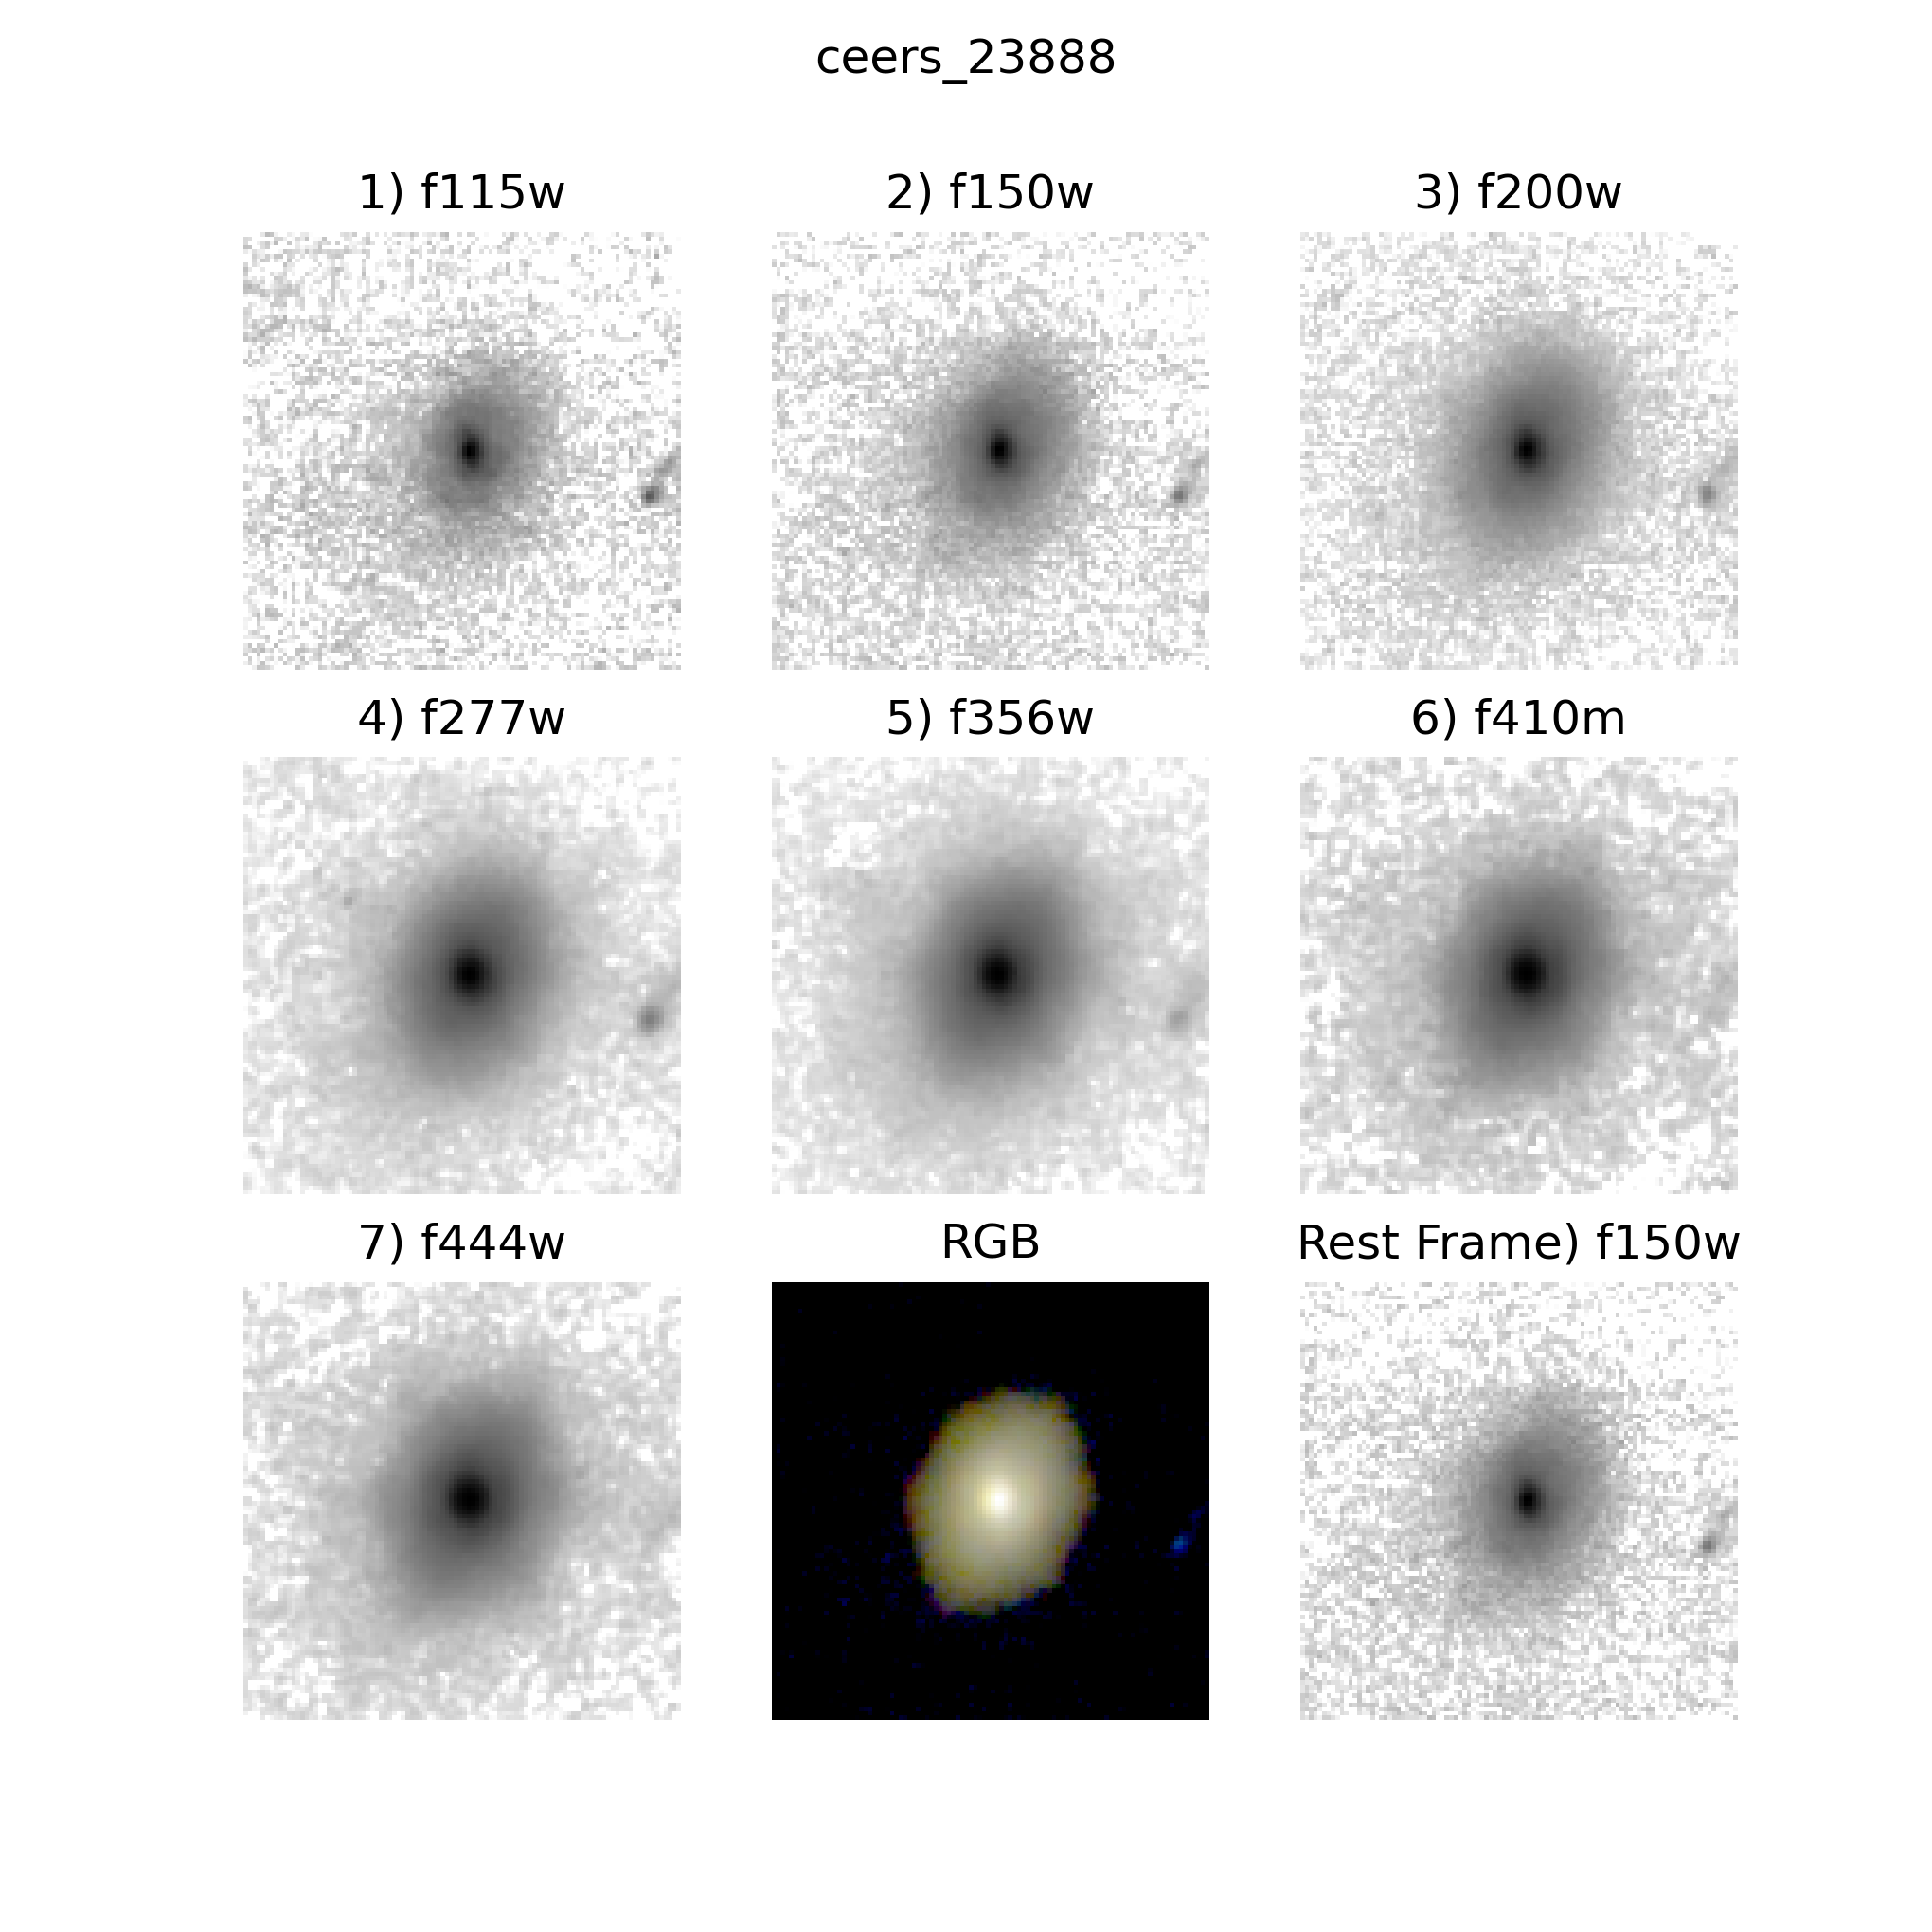 ceers_23888
1) f115w
2) f150w
3) f200w
4) f277w
5) f356w
6) f410m
7) f444w
RGB
Rest Frame) f150w